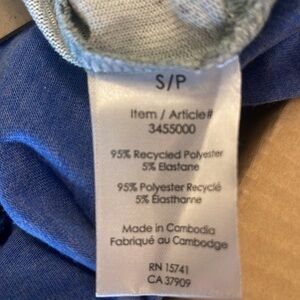 S/P
Item / Article#
3455000
95% Recycled Polyester
5% Elastane
95% Polyester Recyclé
5% Élasthanne
Made in Cambodia
Fabriqué au Cambodge
RN 15741
CA 37909